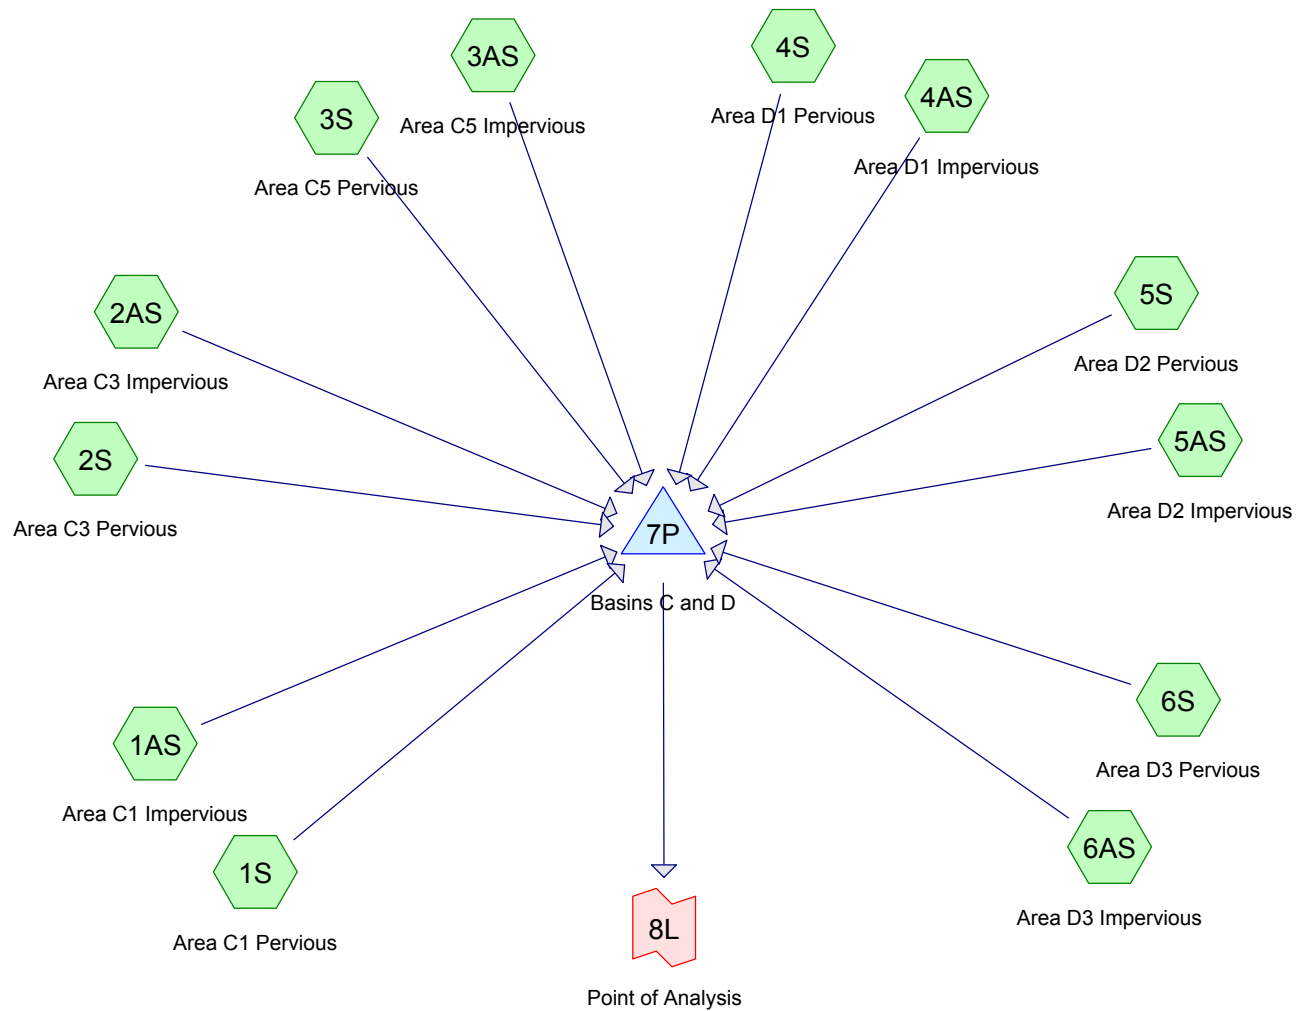 4S
3AS
4AS
3S
Area D1 Pervious
Area C5 Impervious
Area D1 Impervious
Area C5 Pervious
5S
2AS
Area D2 Pervious
Area C3 Impervious
5AS
2S
Area D2 Impervious
Area C3 Pervious
7P
Basins C and D
6S
1AS
Area D3 Pervious
Area C1 Impervious
6AS
1S
Area D3 Impervious
8L
Area C1 Pervious
Point of Analysis